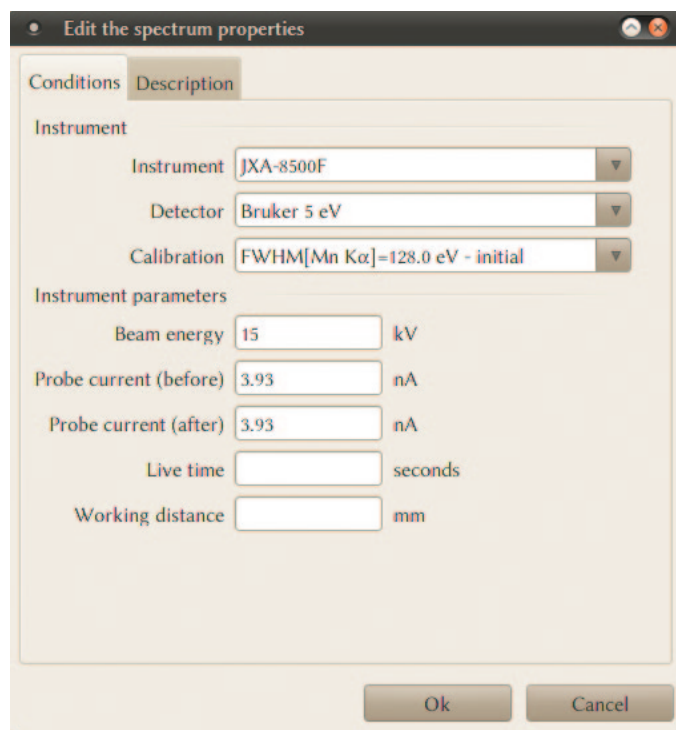 Edit the spectrum properties
Conditions Description
Instrument
Instrument JXA-8500F
Detector Bruker 5 eV
Calibration FWHM[Mn Kα]=128.0 eV - initial
Instrument parameters
Beam energy 15 kV
Probe current (before) 3.93 nA
Probe current (after) 3.93 nA
Live time seconds
Working distance mm
Ok Cancel